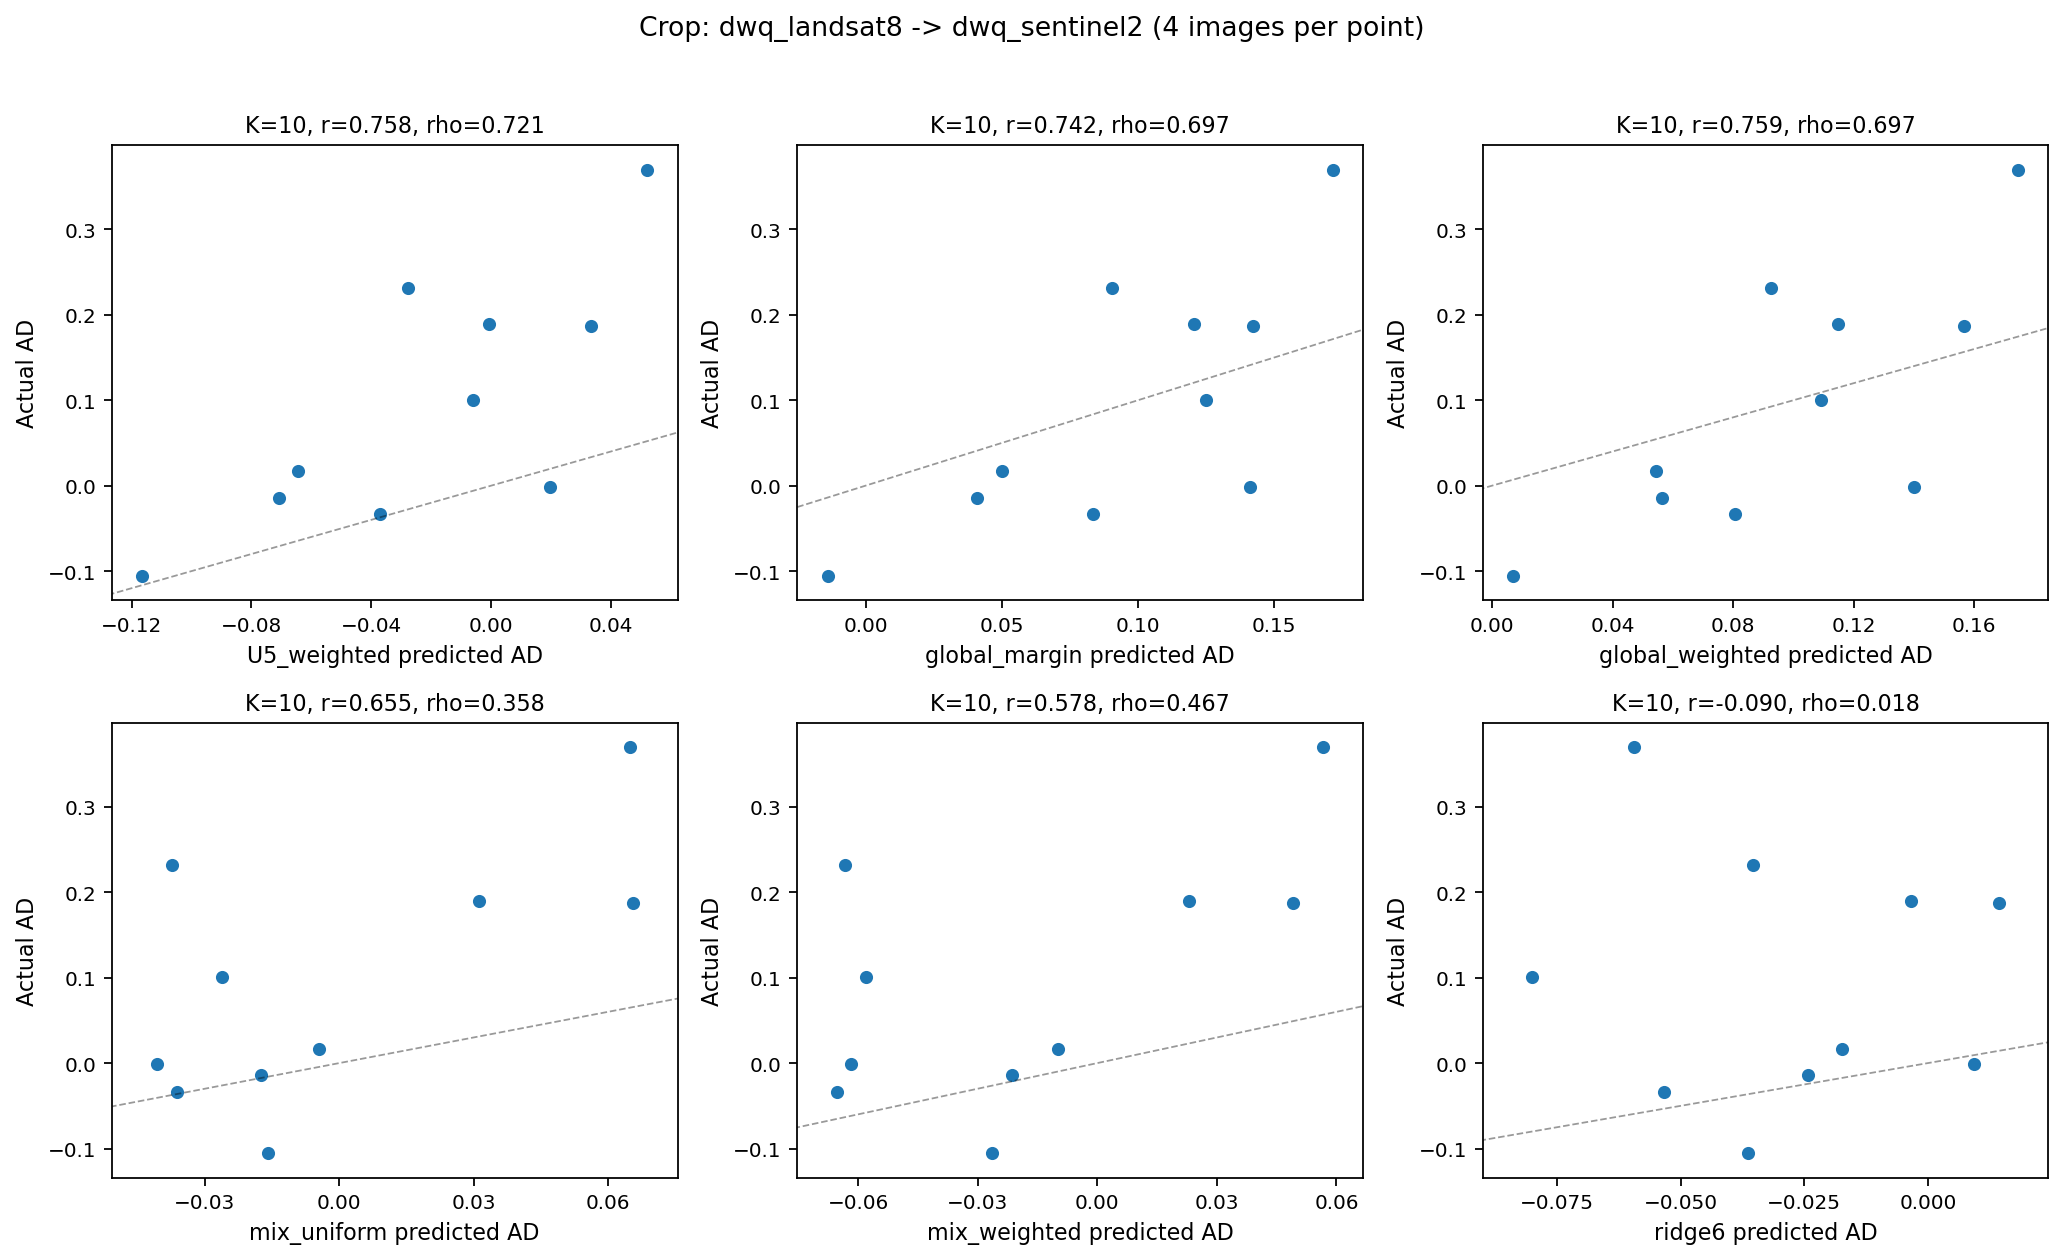 Crop: dwq_landsat8 -> dwq_sentinel2 (4 images per point)
K=10, r=0.758, rho=0.721
Actual AD
0.3
0.2
0.1
0.0
−0.1
−0.12 −0.08 −0.04 0.00 0.04
U5_weighted predicted AD
K=10, r=0.742, rho=0.697
Actual AD
0.3
0.2
0.1
0.0
−0.1
0.00 0.05 0.10 0.15
global_margin predicted AD
K=10, r=0.759, rho=0.697
Actual AD
0.3
0.2
0.1
0.0
−0.1
0.00 0.04 0.08 0.12 0.16
global_weighted predicted AD
K=10, r=0.655, rho=0.358
Actual AD
0.3
0.2
0.1
0.0
−0.1
−0.03 0.00 0.03 0.06
mix_uniform predicted AD
K=10, r=0.578, rho=0.467
Actual AD
0.3
0.2
0.1
0.0
−0.1
−0.06 −0.03 0.00 0.03 0.06
mix_weighted predicted AD
K=10, r=-0.090, rho=0.018
Actual AD
0.3
0.2
0.1
0.0
−0.1
−0.075 −0.050 −0.025 0.000
ridge6 predicted AD